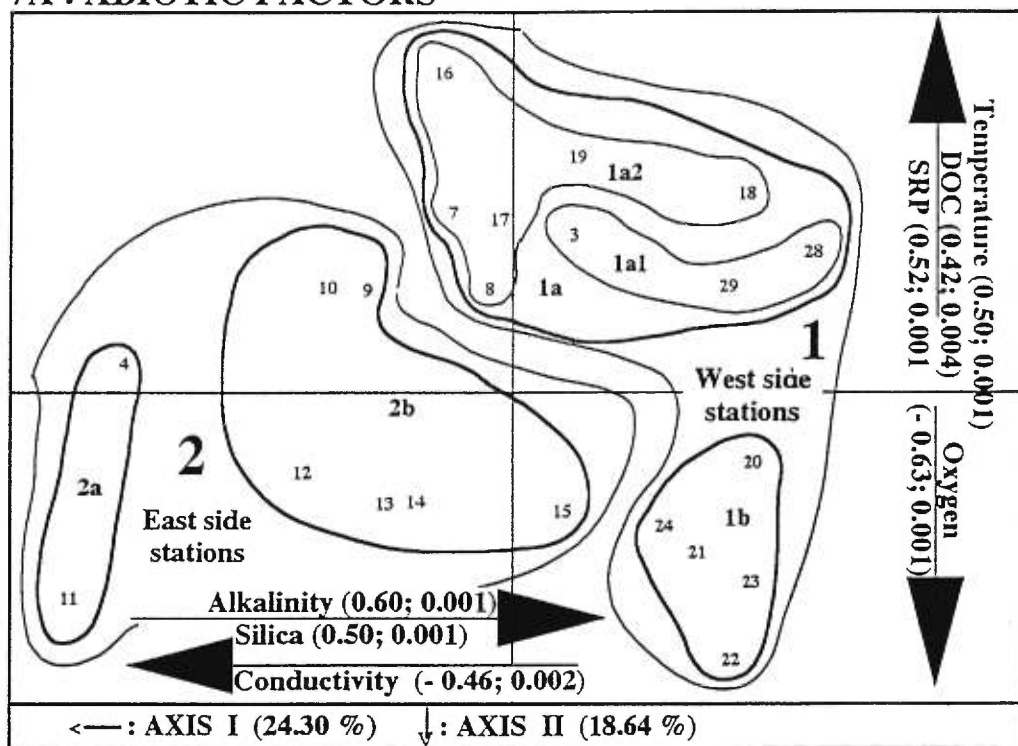 7A : ABIOTIC FACTORS
16
19
1a2
18
7
17
3
28
1a1
10
9
8
1a
29
1
4
West side
stations
2b
2
20
12
2a
13
14
15
24
1b
East side
stations
21
23
11
22
Alkalinity (0.60; 0.001)
Silica (0.50; 0.001)
Conductivity (- 0.46; 0.002)
Temperature (0.50; 0.001)
DOC (0.42; 0.004)
SRP (0.52; 0.001
Oxygen
(- 0.63; 0.001)
: AXIS I (24.30 %) : AXIS II (18.64 %)